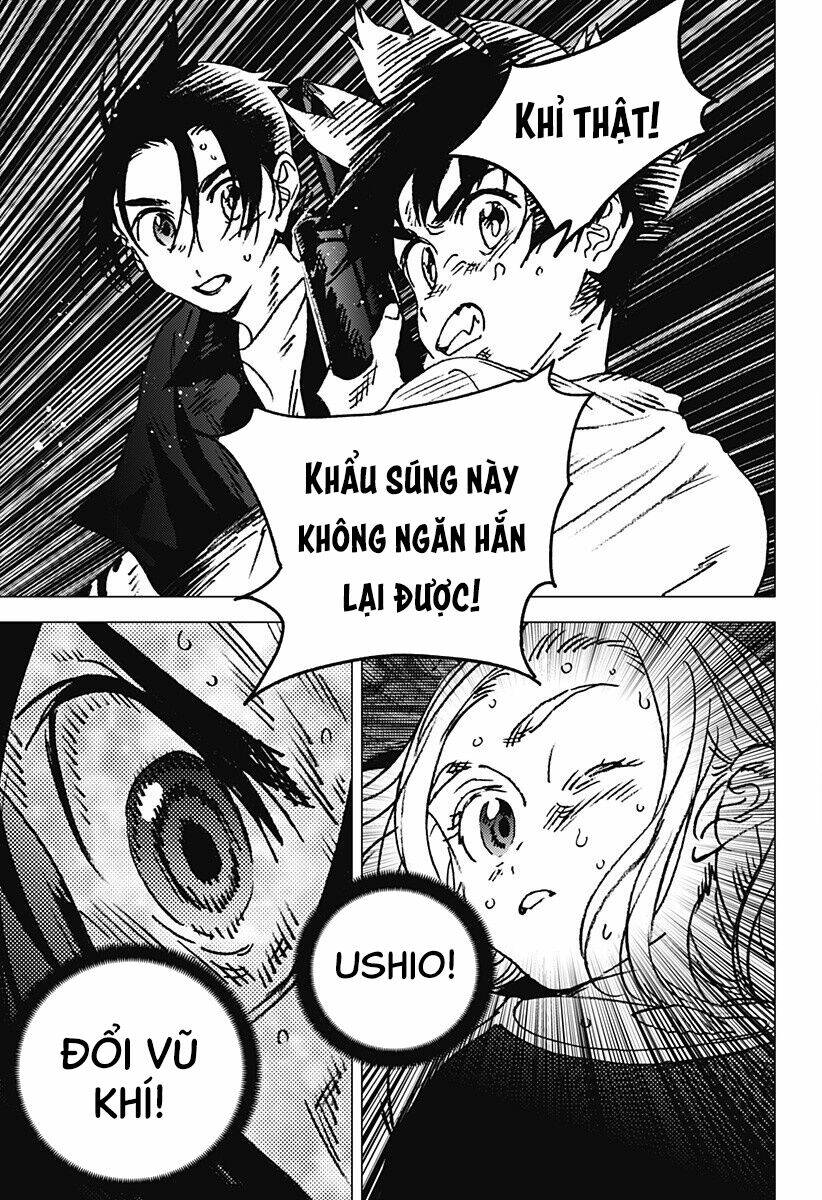 KHỈ THẬT!
KHẨU SÚNG NÀY
KHÔNG NGĂN HẮN
LẠI ĐƯỢC!
USHIO!
ĐỔI VŨ
KHÍ!